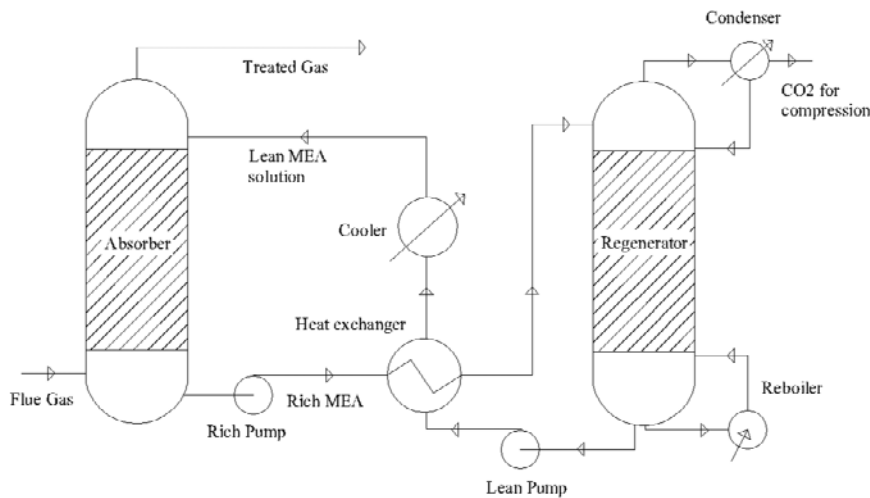 Condenser
Treated Gas
CO2 for
compression
Lean MEA
solution
Cooler
Absorber
Regenerator
Heat exchanger
Flue Gas
Rich MEA
Reboiler
Rich Pump
Lean Pump